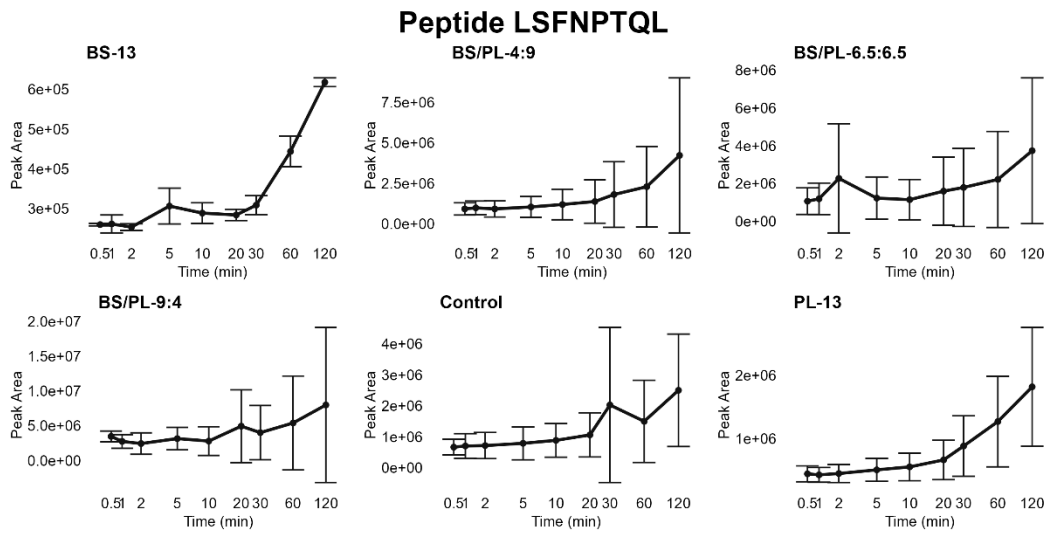 Peptide LSFNPTQL
BS-13
Peak Area
6e+05
5e+05
4e+05
3e+05
0.51 2 5 10 20 30 60 120
Time (min)
BS/PL-4:9
Peak Area
7.5e+06
5.0e+06
2.5e+06
0.0e+00
0.51 2 5 10 20 30 60 120
Time (min)
BS/PL-6.5:6.5
Peak Area
8e+06
6e+06
4e+06
2e+06
0e+00
0.51 2 5 10 20 30 60 120
Time (min)
BS/PL-9:4
Peak Area
2.0e+07
1.5e+07
1.0e+07
5.0e+06
0.0e+00
0.51 2 5 10 20 30 60 120
Time (min)
Control
Peak Area
4e+06
3e+06
2e+06
1e+06
0e+00
0.51 2 5 10 20 30 60 120
Time (min)
PL-13
Peak Area
2e+06
1e+06
0.51 2 5 10 20 30 60 120
Time (min)